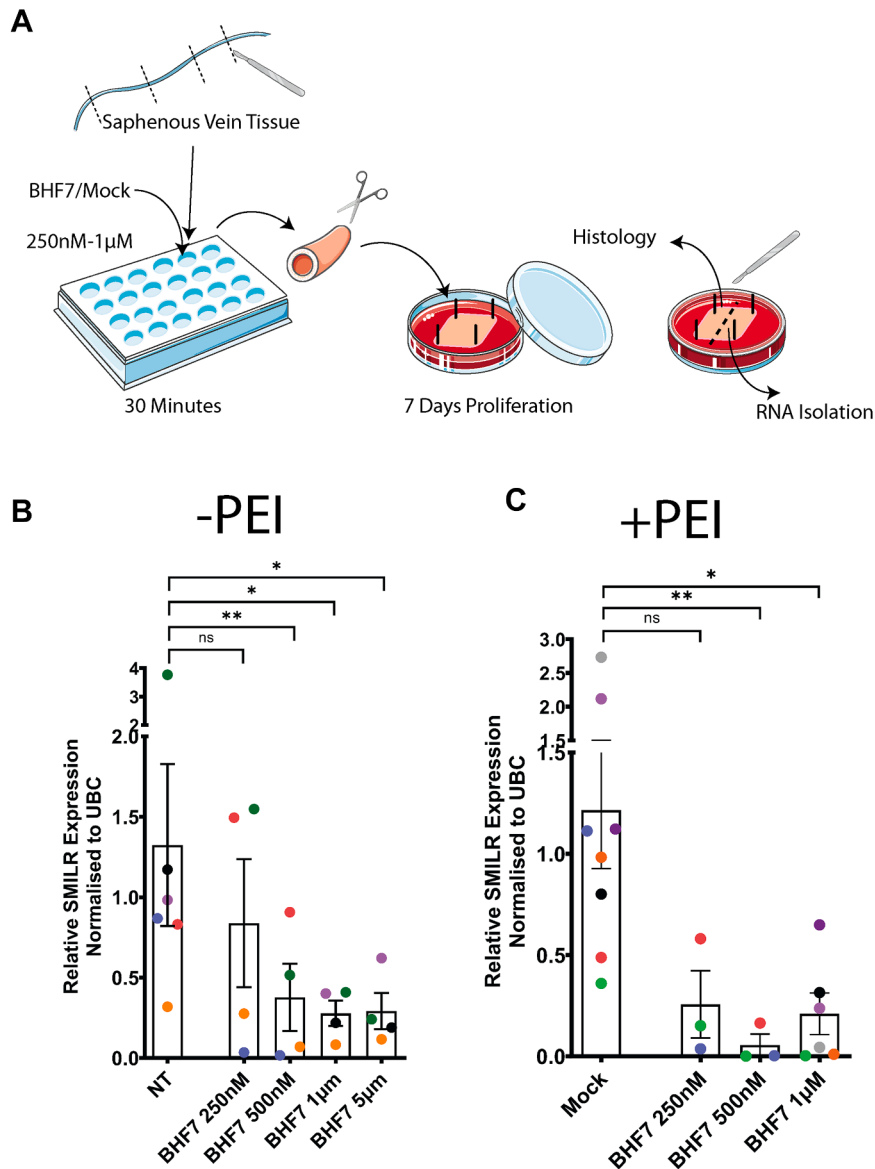 A
Saphenous Vein Tissue
BHF7/Mock
250nM-1µM
30 Minutes
7 Days Proliferation
Histology
RNA Isolation
B
-PEI
*
*
**
ns
Relative SMILR Expression
Normalised to UBC
4
3
2
2.0
1.5
1.0
0.5
0.0
NT
BHF7 250nM
BHF7 500nM
BHF7 1µm
BHF7 5µm
C
+PEI
*
**
ns
Relative SMILR Expression
Normalised to UBC
3.0
2.5
2.0
1.5
1.5
1.0
0.5
0.0
Mock
BHF7 250nM
BHF7 500nM
BHF7 1µM